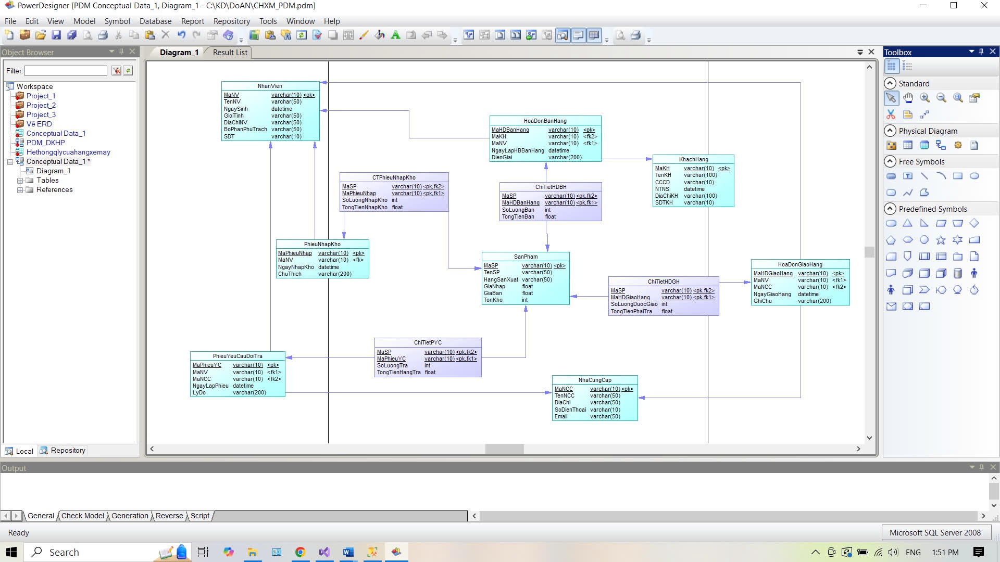 PowerDesigner [PDM Conceptual Data_1, Diagram_1 - C:\KD\DoAN\CHXM_PDM.pdm]
File Edit View Model Symbol Database Report Repository Tools Window Help
Object Browser
Filter:
Workspace
Project_1
Project_2
Project_3
Vẽ ERD
Conceptual Data_1
PDM_DKHP
Hethongqlycuahangxemay
Conceptual Data_1 *
Diagram_1
Tables
References
Local Repository
Diagram_1 Result List
NhanVien
MaNV varchar(10) <pk>
TenNV varchar(50)
NgaySinh datetime
GioiTinh varchar(50)
DiaChiNV varchar(50)
BoPhanPhuTrach varchar(50)
SDT varchar(10)
HoaDonBanHang
MaHDBanHang varchar(10) <pk>
MaKH varchar(10) <fk2>
MaNV varchar(10) <fk1>
NgayLapHBBanHang datetime
DienGiai varchar(200)
KhachHang
MaKH varchar(10) <pk>
TenKH varchar(100)
CCCD varchar(10)
NTNS datetime
DiaChiKH varchar(100)
SDTKH varchar(10)
CTPhieuNhapKho
MaSP varchar(10) <pk,fk2>
MaPhieuNhap varchar(10) <pk,fk1>
SoLuongNhapKho int
TongTienNhapKho float
ChiTietHDBH
MaSP varchar(10) <pk,fk2>
MaHDBanHang varchar(10) <pk,fk1>
SoLuongBan int
TongTienBan float
PhieuNhapKho
MaPhieuNhap varchar(10) <pk>
MaNV varchar(10) <fk>
NgayNhapKho datetime
ChuThich varchar(200)
SanPham
MaSP varchar(10) <pk>
TenSP varchar(50)
HangSanXuat varchar(50)
GiaNhap float
GiaBan float
TonKho int
ChiTietHDGH
MaSP varchar(10) <pk,fk2>
MaHDGiaoHang varchar(10) <pk,fk1>
SoLuongDuocGiao int
TongTienPhaiTra float
HoaDonGiaoHang
MaHDGiaoHang varchar(10) <pk>
MaNV varchar(10) <fk1>
MaNCC varchar(10) <fk2>
NgayGiaoHang datetime
GhiChu varchar(200)
PhieuYeuCauDoiTra
MaPhieuYC varchar(10) <pk>
MaNV varchar(10) <fk1>
MaNCC varchar(10) <fk2>
NgayLapPhieu datetime
LyDo varchar(200)
ChiTietPYC
MaSP varchar(10) <pk,fk2>
MaPhieuYC varchar(10) <pk,fk1>
SoLuongTra int
TongTienHangTra float
NhaCungCap
MaNCC varchar(10) <pk>
TenNCC varchar(50)
DiaChi varchar(50)
SoDienThoai varchar(10)
Email varchar(50)
Toolbox
Standard
Physical Diagram
Free Symbols
Predefined Symbols
Output
General Check Model Generation Reverse Script
Ready
Microsoft SQL Server 2008
Search
ENG 1:51 PM